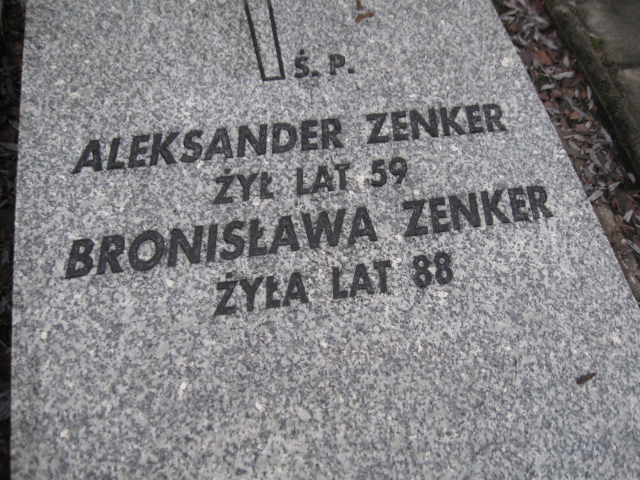 Ś. P.
ALEKSANDER ZENKER
ŻYŁ LAT 59
BRONISŁAWA ZENKER
ŻYŁA LAT 88